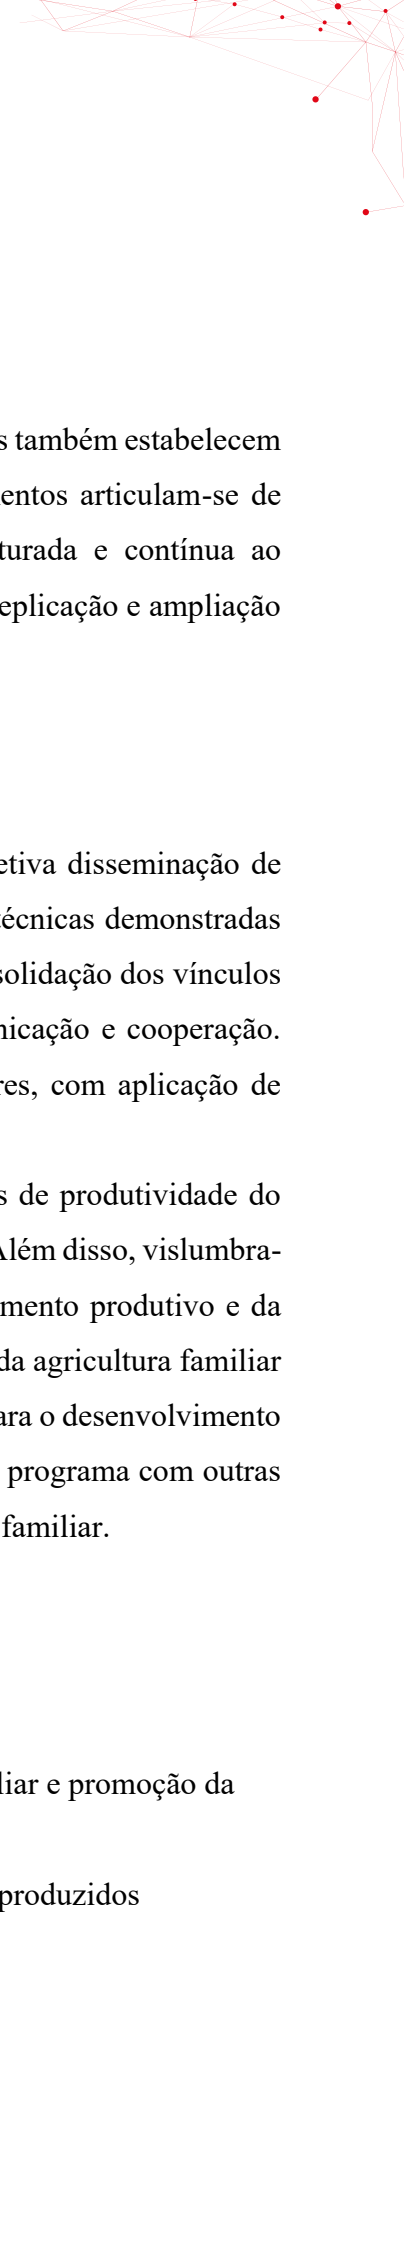 s também estabelecem
entos articulam-se de
turada e contínua ao
eplicação e ampliação
etiva disseminação de
técnicas demonstradas
solidação dos vínculos
nicação e cooperação.
res, com aplicação de
s de produtividade do
Além disso, vislumbra-
mento produtivo e da
da agricultura familiar
ara o desenvolvimento
programa com outras
familiar.
liar e promoção da
produzidos